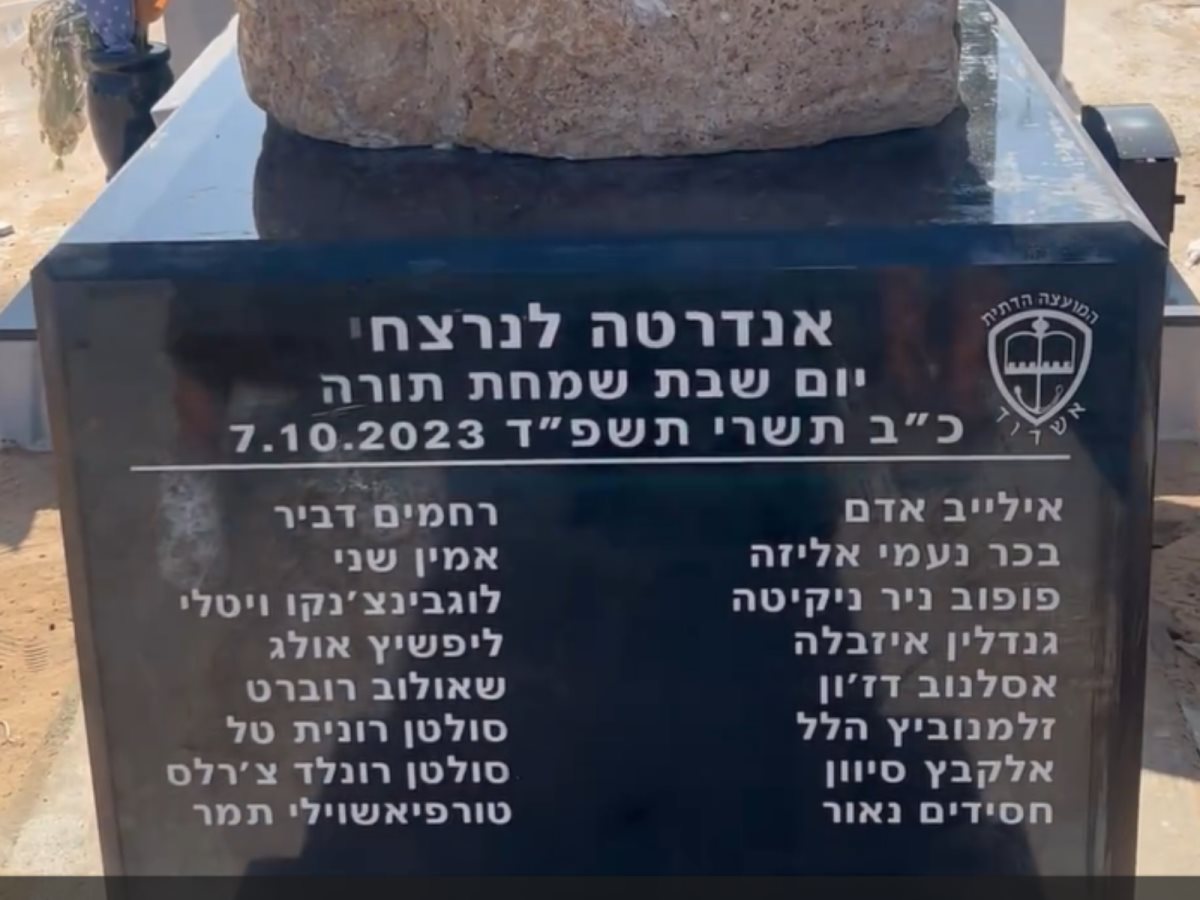 אנדרטה לנרצחי
יום שבת שמחת תורה
כ״ב תשרי תשפ״ד 7.10.2023
המועצה הדתית
אשדוד
אילייב אדם
בכר נעמי אליזה
פופוב ניר ניקיטה
גנדלין איזבלה
אסלנוב דז׳ון
זלמנוביץ הלל
אלקבץ סיוון
חסידים נאור
רחמים דביר
אמין שני
לוגבינצ׳נקו ויטלי
ליפשיץ אולג
שאולוב רוברט
סולטן רונית טל
סולטן רונלד צ׳רלס
טורפיאשוילי תמר